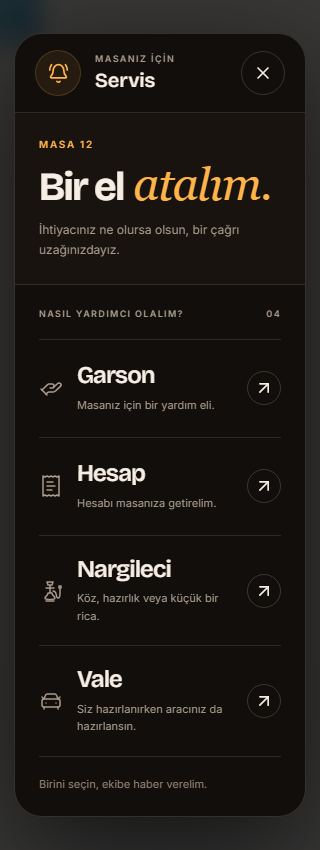 MASANIZ İÇİN
Servis
MASA 12
Bir el atalım.
İhtiyacınız ne olursa olsun, bir çağrı
uzağınızdayız.
NASIL YARDIMCI OLALIM? 04
Garson
Masanız için bir yardım eli.
Hesap
Hesabı masanıza getirelim.
Nargileci
Köz, hazırlık veya küçük bir
rica.
Vale
Siz hazırlanırken aracınız da
hazırlansın.
Birini seçin, ekibe haber verelim.